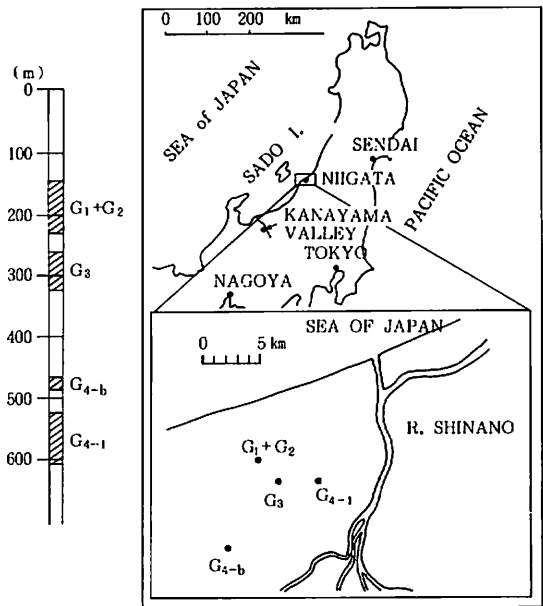 (m)
0
100
200
300
400
500
600
G₁+G₂
G₃
G₄₋b
G₄₋₁
0 100 200
km
SEA of JAPAN
SADO I.
SENDAI
NIIGATA
PACIFIC OCEAN
KANAYAMA
VALLEY
TOKYO
NAGOYA
SEA OF JAPAN
0 5 km
R. SHINANO
G₁+G₂
G₃
G₄₋₁
G₄₋b